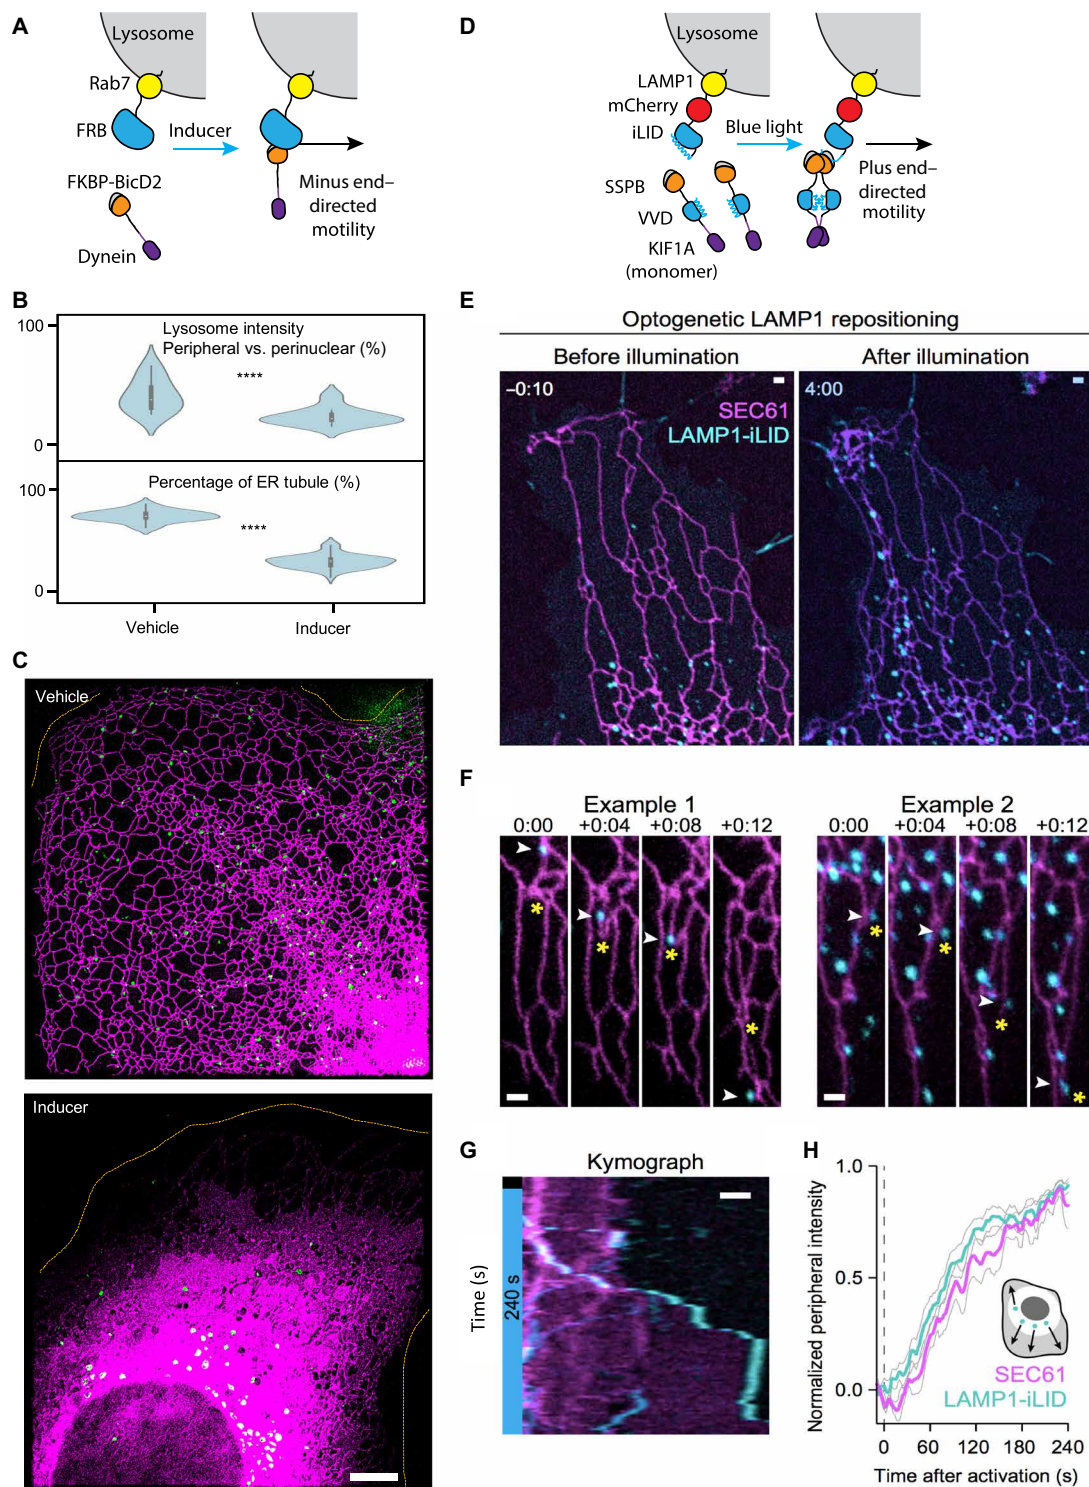 A
Lysosome
Rab7
FRB
Inducer
FKBP-BicD2
Minus end–
directed
motility
Dynein
D
Lysosome
LAMP1
mCherry
iLID
Blue light
SSPB
VVD
KIF1A
(monomer)
Plus end–
directed
motility
B
100
Lysosome intensity
Peripheral vs. perinuclear (%)
****
0
100
Percentage of ER tubule (%)
****
0
Vehicle
Inducer
C
Vehicle
Inducer
E
Optogenetic LAMP1 repositioning
Before illumination
After illumination
–0:10
SEC61
LAMP1-iLID
4:00
F
Example 1
0:00 +0:04 +0:08 +0:12
* * * *
Example 2
0:00 +0:04 +0:08 +0:12
* * * *
G
Kymograph
Time (s)
240 s
H
Normalized peripheral intensity
1.0
0.5
0.0
SEC61
LAMP1-iLID
0 60 120 180 240
Time after activation (s)